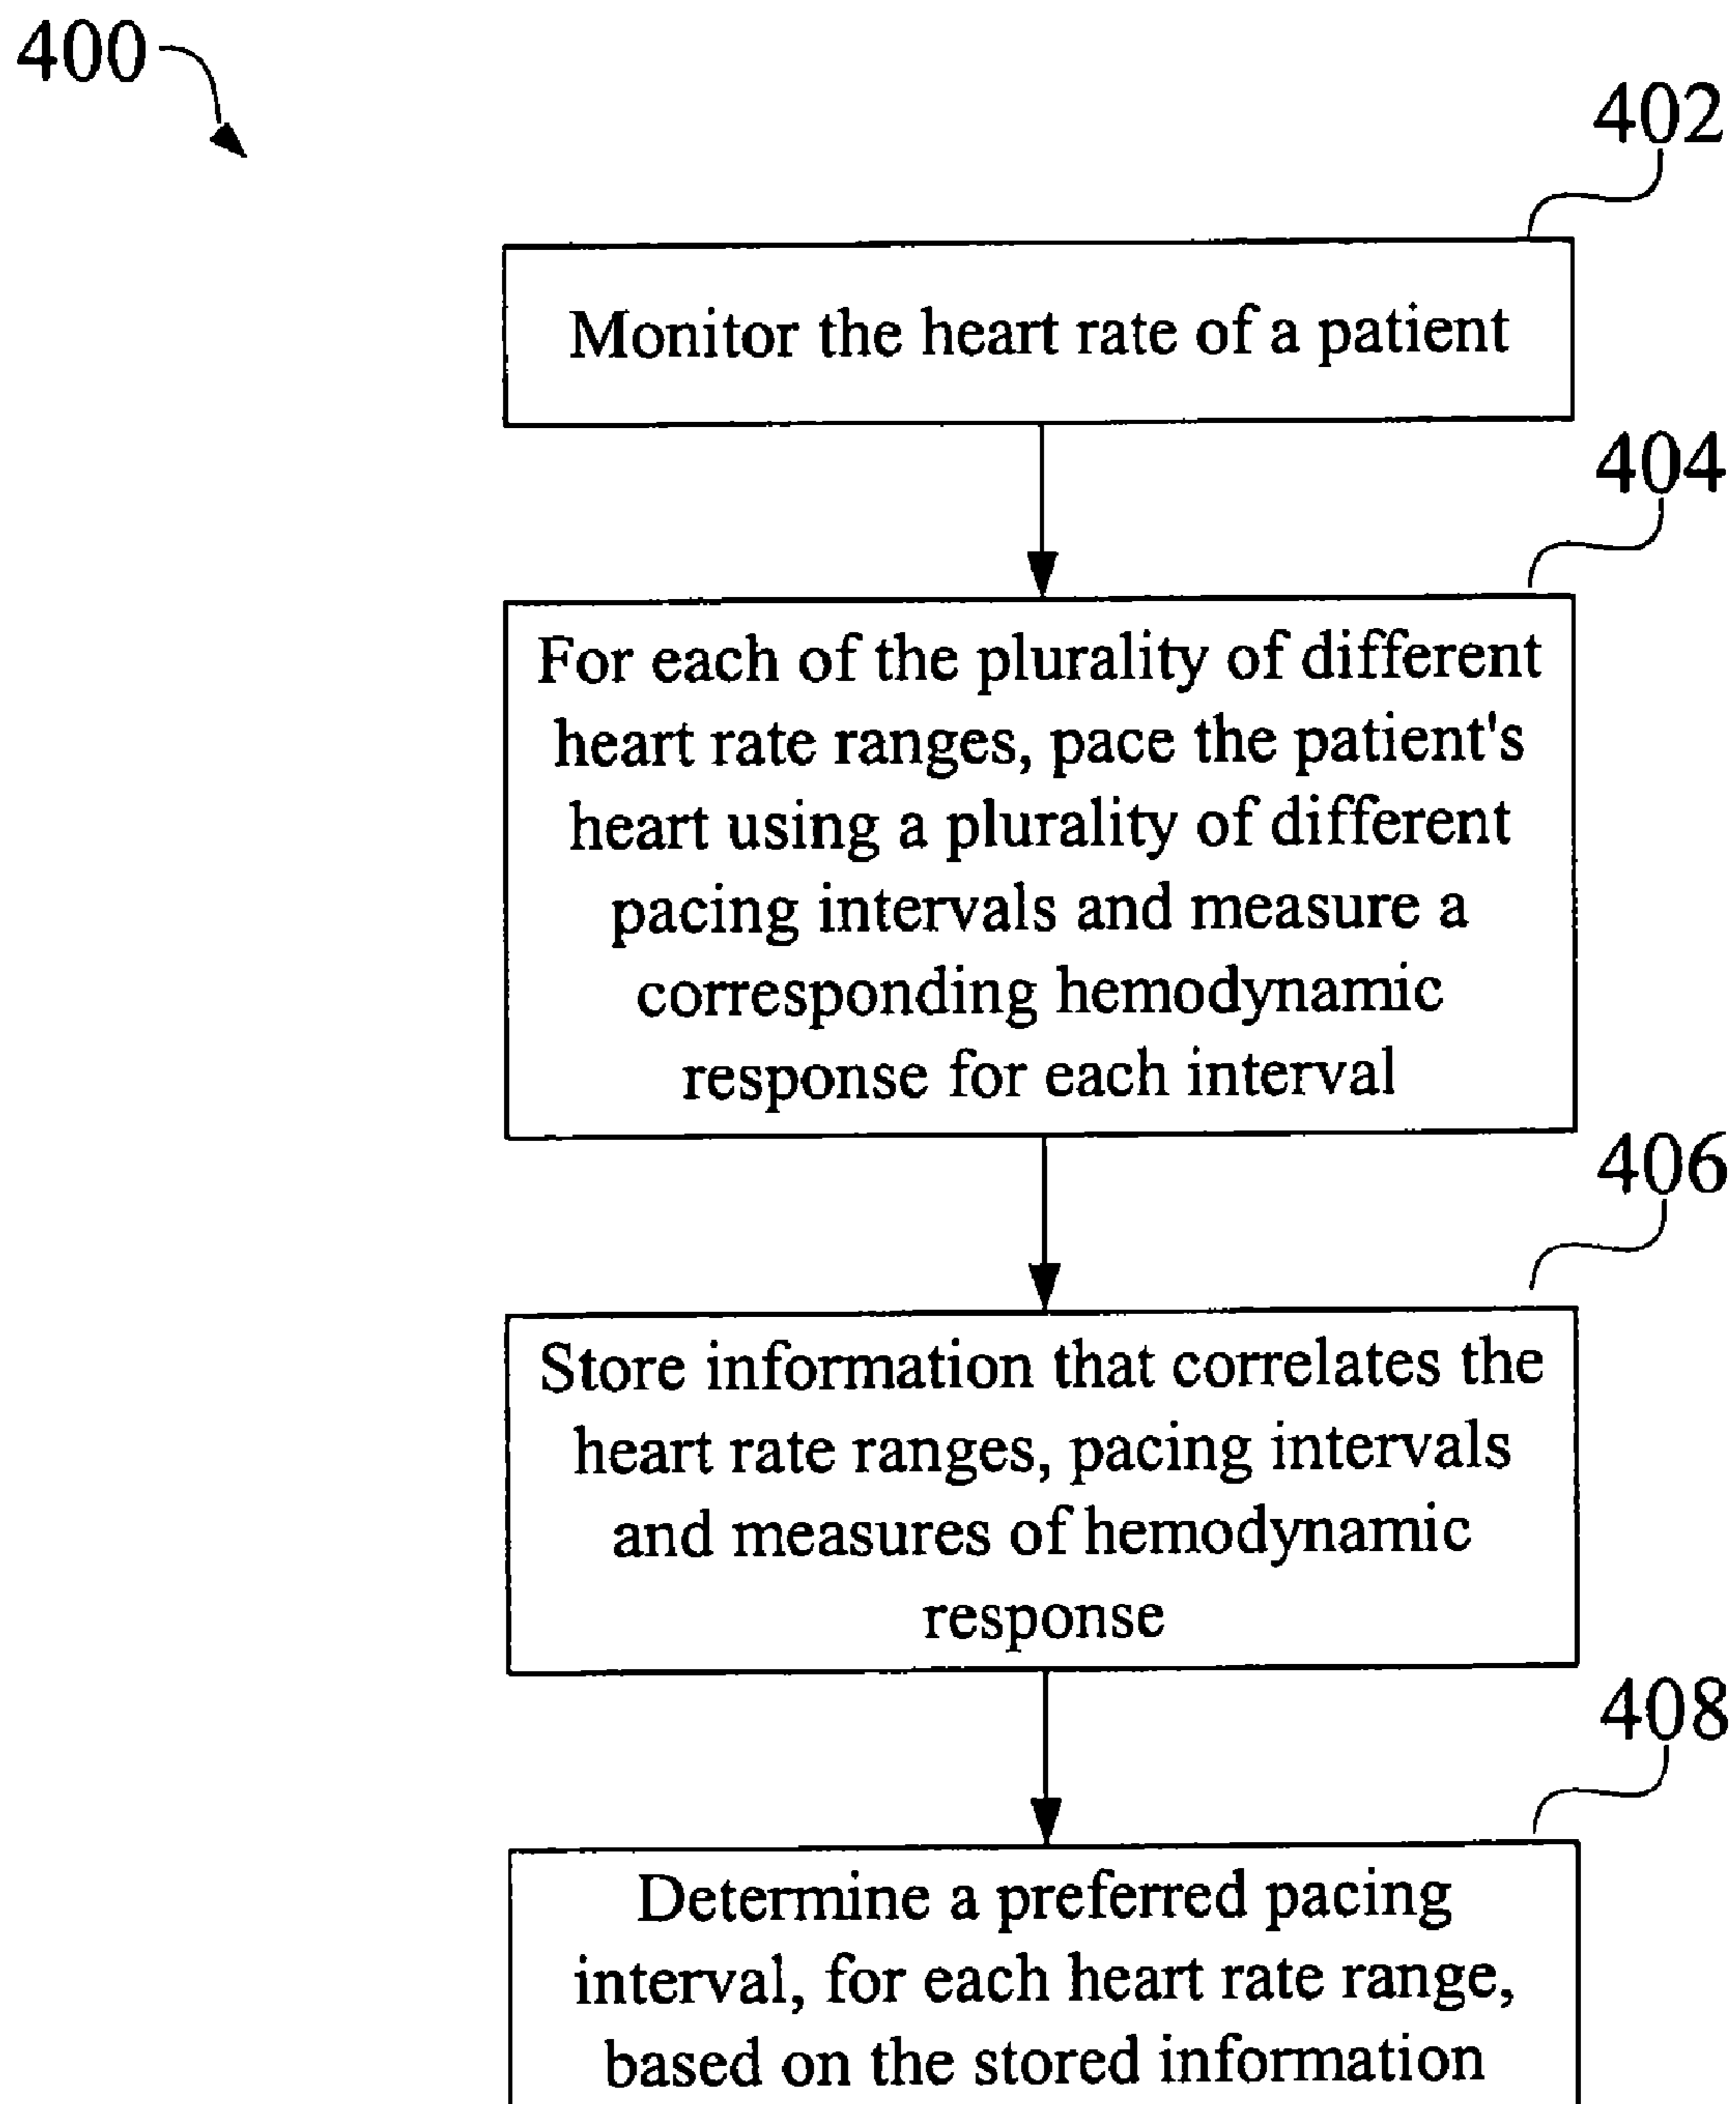 400
402
Monitor the heart rate of a patient
404
For each of the plurality of different
heart rate ranges, pace the patient's
heart using a plurality of different
pacing intervals and measure a
corresponding hemodynamic
response for each interval
406
Store information that correlates the
heart rate ranges, pacing intervals
and measures of hemodynamic
response
408
Determine a preferred pacing
interval, for each heart rate range,
based on the stored information